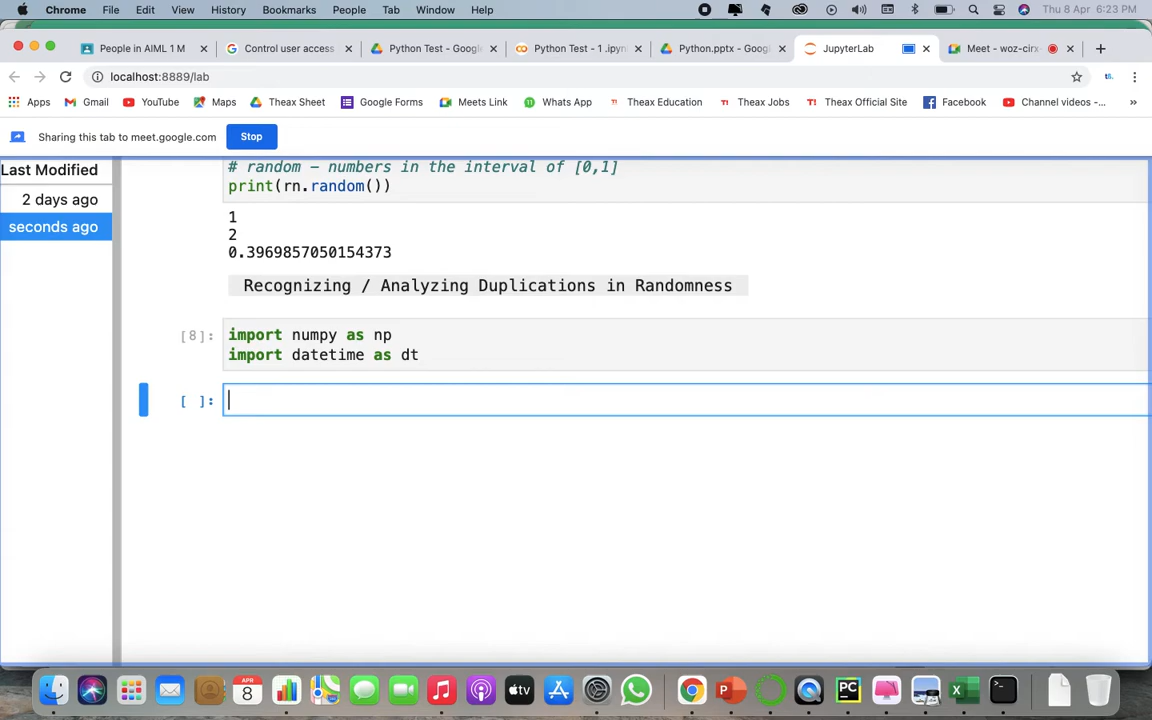 Chrome File Edit View History Bookmarks People Tab Window Help Thu 8 Apr 6:23 PM
People in AIML 1 M Control user access Python Test - Googl Python Test - 1 .ipyn Python.pptx - Googl JupyterLab Meet - woz-cirx
localhost:8889/lab
Apps Gmail YouTube Maps Theax Sheet Google Forms Meets Link Whats App Theax Education Theax Jobs Theax Official Site Facebook Channel videos -...
Sharing this tab to meet.google.com Stop
Last Modified
2 days ago
seconds ago
# random - numbers in the interval of [0,1]
print(rn.random())
1
2
0.3969857050154373
Recognizing / Analyzing Duplications in Randomness
[8]: import numpy as np
import datetime as dt
[ ]:
APR
8
tv
P
PC
X
>_